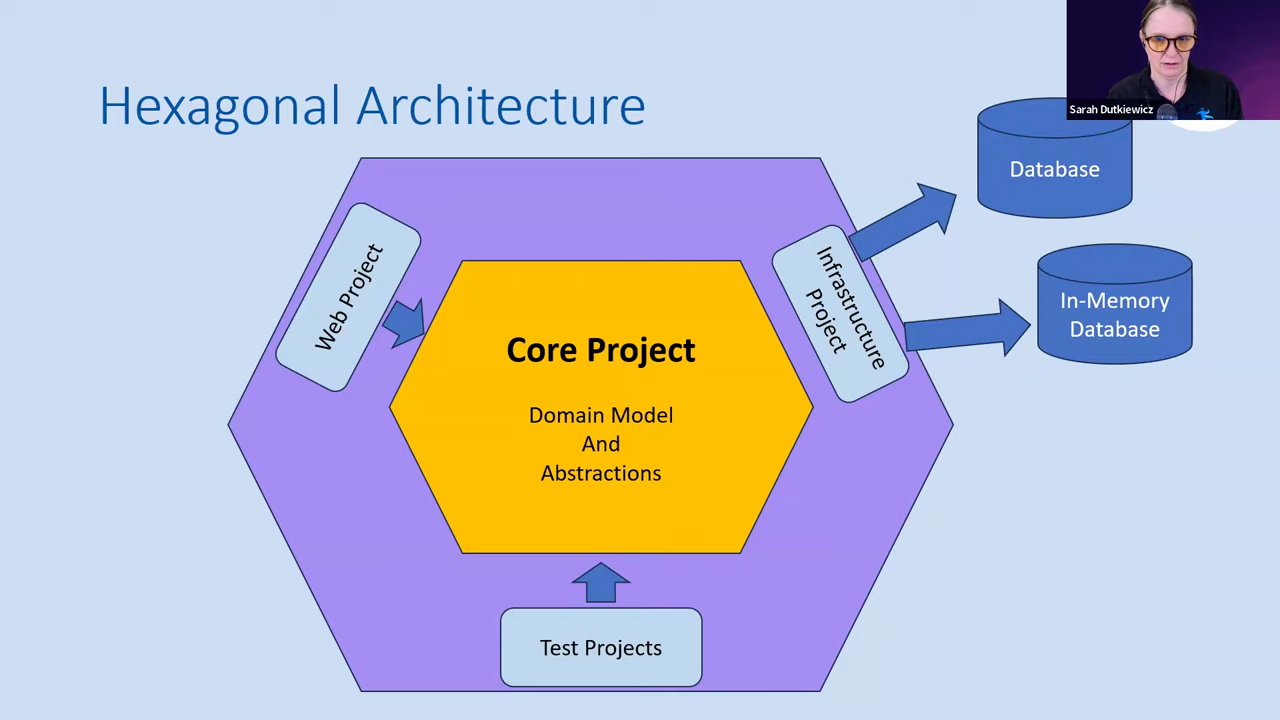 Sarah Dutkiewicz
Hexagonal Architecture
Database
Web Project
Infrastructure
Project
In-Memory
Database
Core Project
Domain Model
And
Abstractions
Test Projects